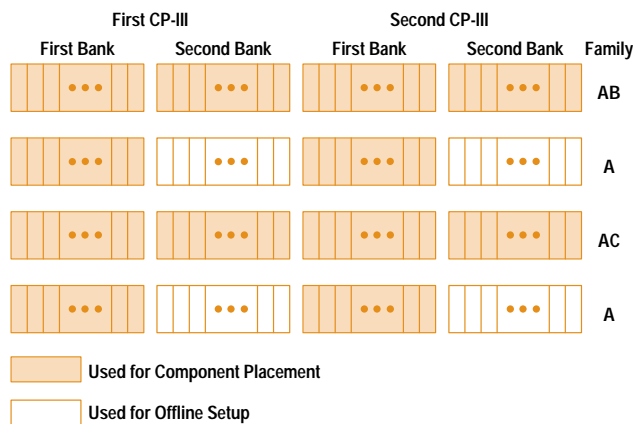 First CP-III Second CP-III
First Bank Second Bank First Bank Second Bank Family
AB
A
AC
A
Used for Component Placement
Used for Offline Setup